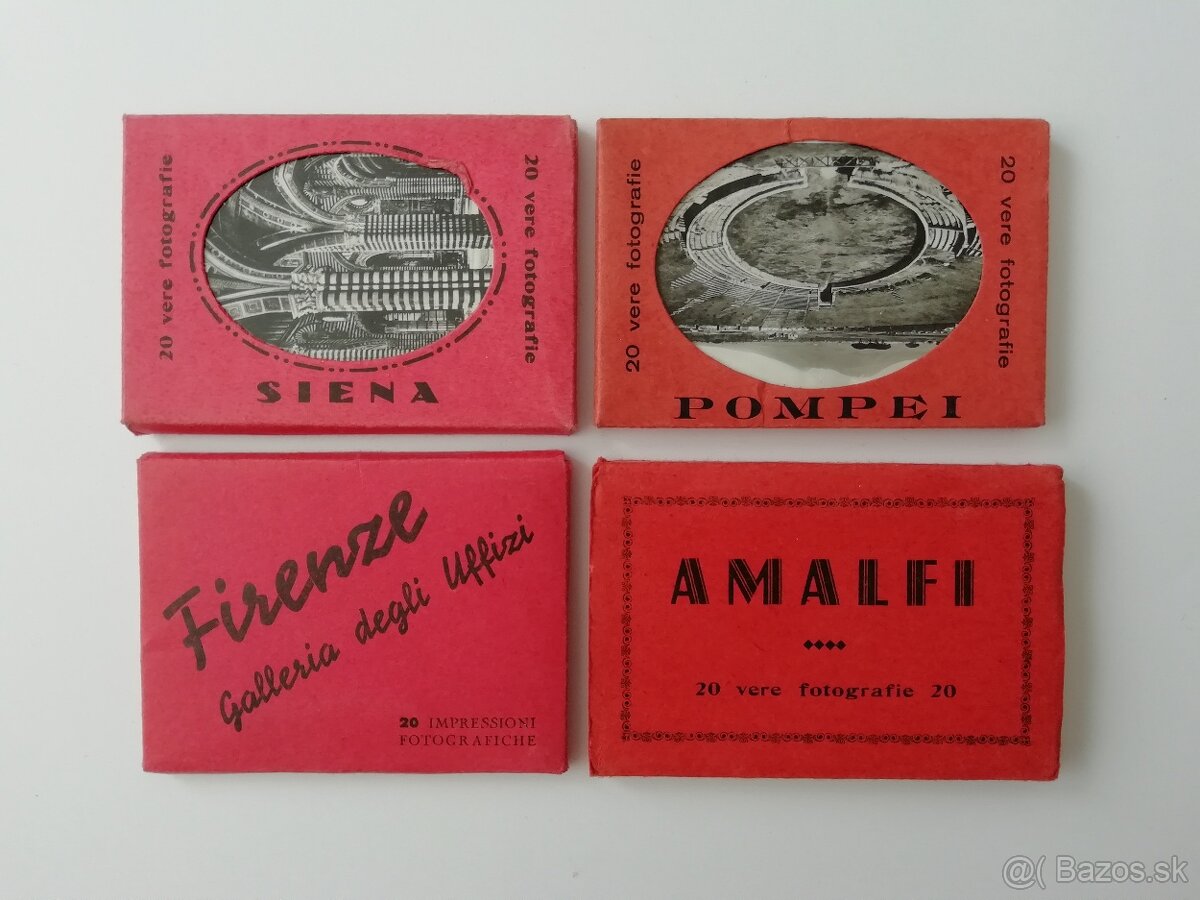 20 vere fotografie
20 vere fotografie
SIENA
20 vere fotografie
20 vere fotografie
POMPEI
Firenze
Galleria degli Uffizi
20 IMPRESSIONI
FOTOGRAFICHE
AMALFI
20 vere fotografie 20
@( Bazos.sk